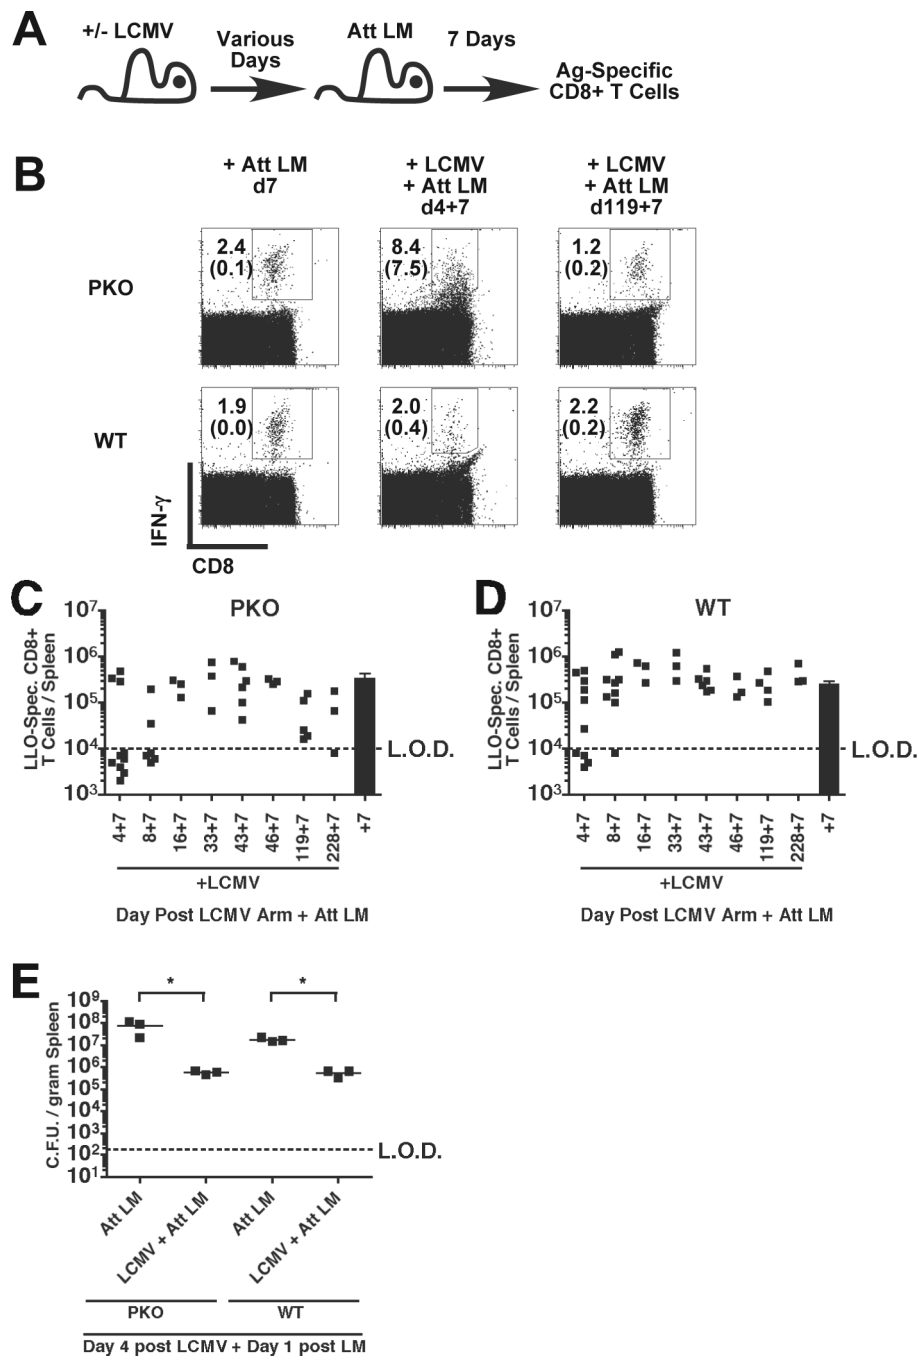 A
+/- LCMV
Various
Days
Att LM
7 Days
Ag-Specific
CD8+ T Cells
B
+ Att LM
d7
+ LCMV
+ Att LM
d4+7
+ LCMV
+ Att LM
d119+7
PKO
2.4
(0.1)
8.4
(7.5)
1.2
(0.2)
WT
1.9
(0.0)
2.0
(0.4)
2.2
(0.2)
IFN-γ
CD8
C
PKO
LLO-Spec. CD8+
T Cells / Spleen
10⁷
10⁶
10⁵
10⁴
10³
L.O.D.
4+7
8+7
16+7
33+7
43+7
46+7
119+7
228+7
+7
+LCMV
Day Post LCMV Arm + Att LM
D
WT
LLO-Spec. CD8+
T Cells / Spleen
10⁷
10⁶
10⁵
10⁴
10³
L.O.D.
4+7
8+7
16+7
33+7
43+7
46+7
119+7
228+7
+7
+LCMV
Day Post LCMV Arm + Att LM
E
C.F.U. / gram Spleen
10⁹
10⁸
10⁷
10⁶
10⁵
10⁴
10³
10²
10¹
*
*
L.O.D.
Att LM
LCMV + Att LM
Att LM
LCMV + Att LM
PKO
WT
Day 4 post LCMV + Day 1 post LM